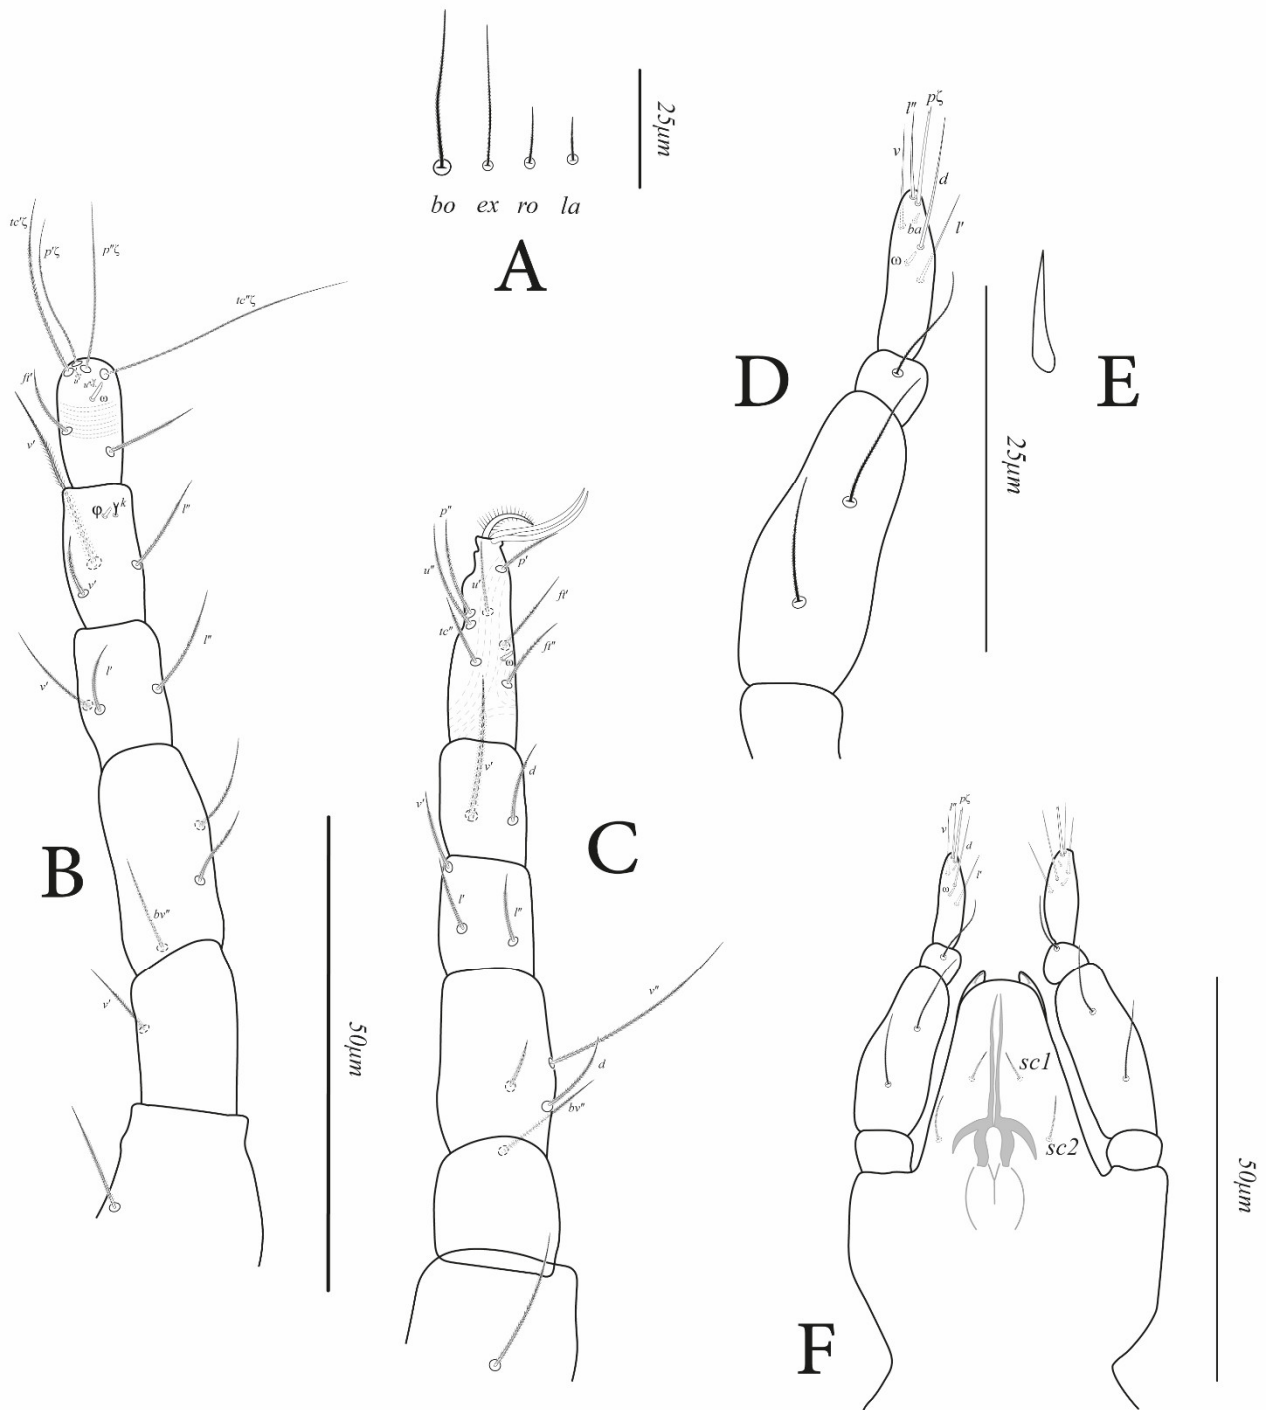 25µm
bo ex ro la
A
tc′ζ
p′ζ
p″ζ
tc″ζ
ft′
ω
v′
φ γᵏ
l″
v′
l″
v′
l′
bv″
v′
B
50µm
p″
u″
u′
p′
tc″
ft′
ft″
ω
v′
d
v′
l′
l″
v″
d
bv″
C
l″ pζ
v
d
ba
l′
ω
D
25µm
E
l″ pζ
v
d
ω
l′
sc1
sc2
50µm
F